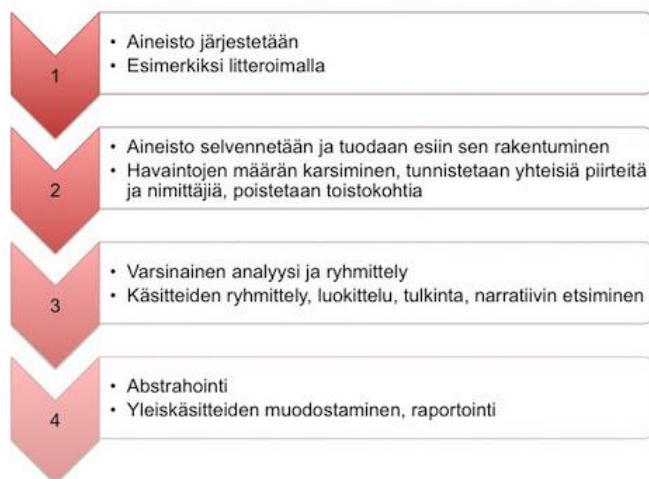 1
• Aineisto järjestetään
• Esimerkiksi litteroimalla
2
• Aineisto selvennetään ja tuodaan esiin sen rakentuminen
• Havaintojen määrän karsiminen, tunnistetaan yhteisiä piirteitä
ja nimittäjiä, poistetaan toistokohtia
3
• Varsinainen analyysi ja ryhmittely
• Käsitteiden ryhmittely, luokittelu, tulkinta, narratiivin etsiminen
4
• Abstrahointi
• Yleiskäsitteiden muodostaminen, raportointi